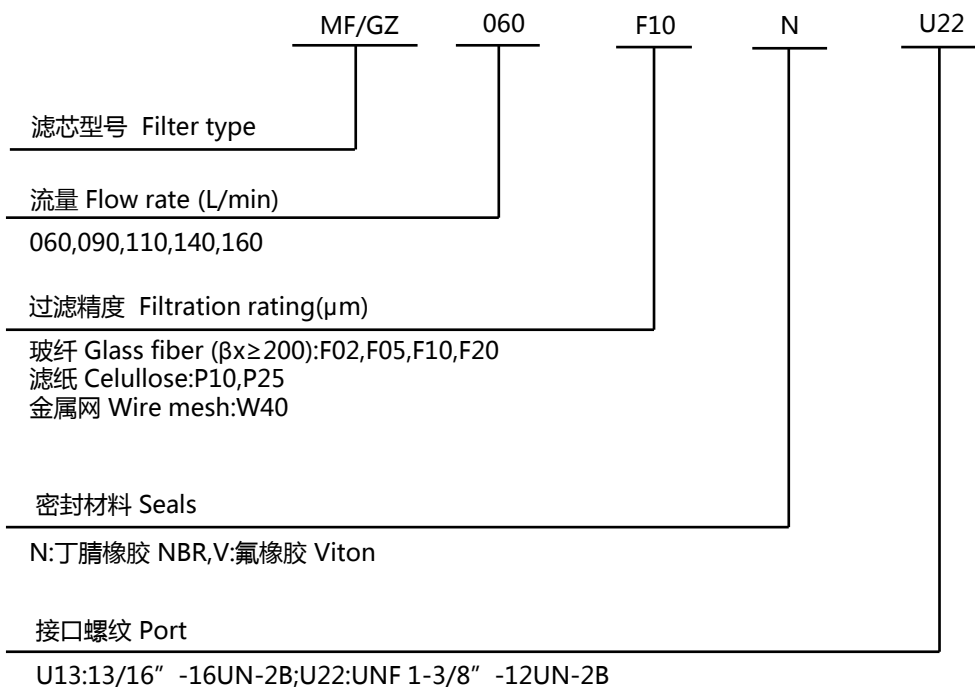 MF/GZ 060 F10 N U22
滤芯型号 Filter type
流量 Flow rate (L/min)
060,090,110,140,160
过滤精度 Filtration rating(μm)
玻纤 Glass fiber (βx≥200):F02,F05,F10,F20
滤纸 Celullose:P10,P25
金属网 Wire mesh:W40
密封材料 Seals
N:丁腈橡胶 NBR,V:氟橡胶 Viton
接口螺纹 Port
U13:13/16”-16UN-2B;U22:UNF 1-3/8”-12UN-2B